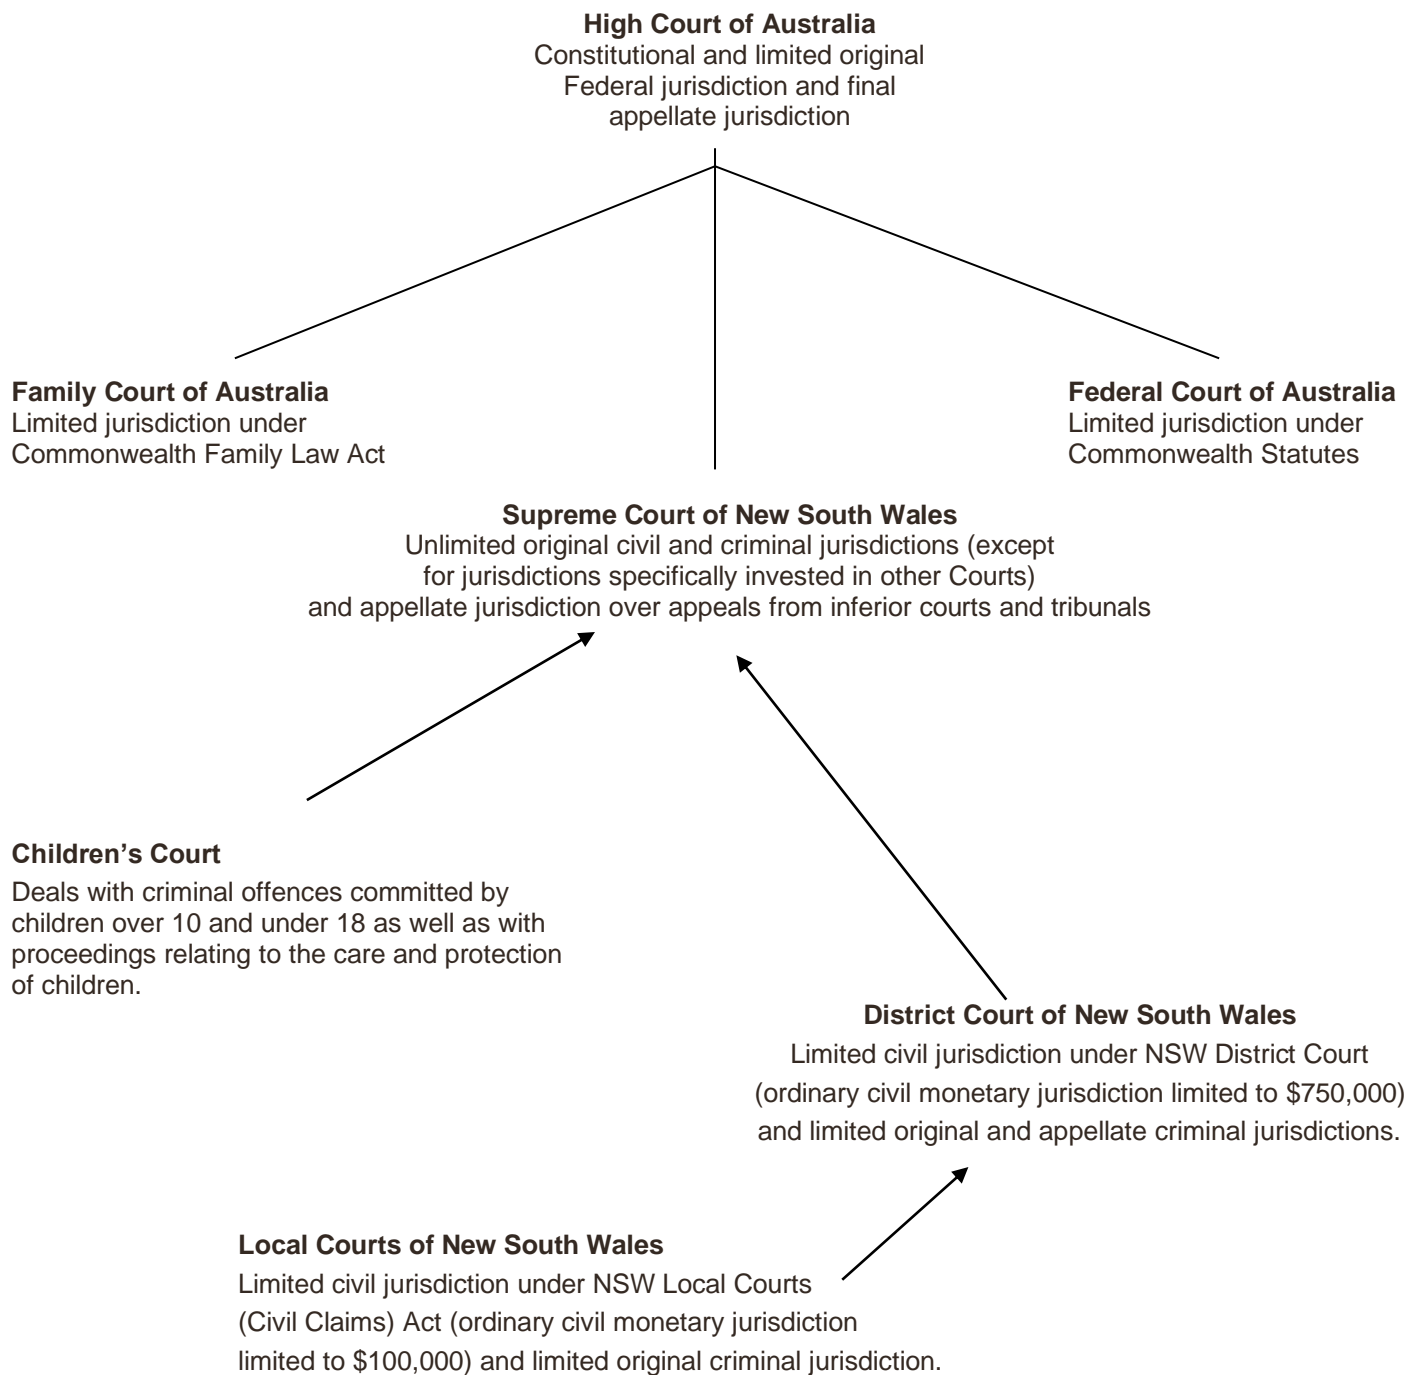 High Court of Australia
Constitutional and limited original
Federal jurisdiction and final
appellate jurisdiction
Family Court of Australia
Limited jurisdiction under
Commonwealth Family Law Act
Federal Court of Australia
Limited jurisdiction under
Commonwealth Statutes
Supreme Court of New South Wales
Unlimited original civil and criminal jurisdictions (except
for jurisdictions specifically invested in other Courts)
and appellate jurisdiction over appeals from inferior courts and tribunals
Children’s Court
Deals with criminal offences committed by
children over 10 and under 18 as well as with
proceedings relating to the care and protection
of children.
District Court of New South Wales
Limited civil jurisdiction under NSW District Court
(ordinary civil monetary jurisdiction limited to $750,000)
and limited original and appellate criminal jurisdictions.
Local Courts of New South Wales
Limited civil jurisdiction under NSW Local Courts
(Civil Claims) Act (ordinary civil monetary jurisdiction
limited to $100,000) and limited original criminal jurisdiction.